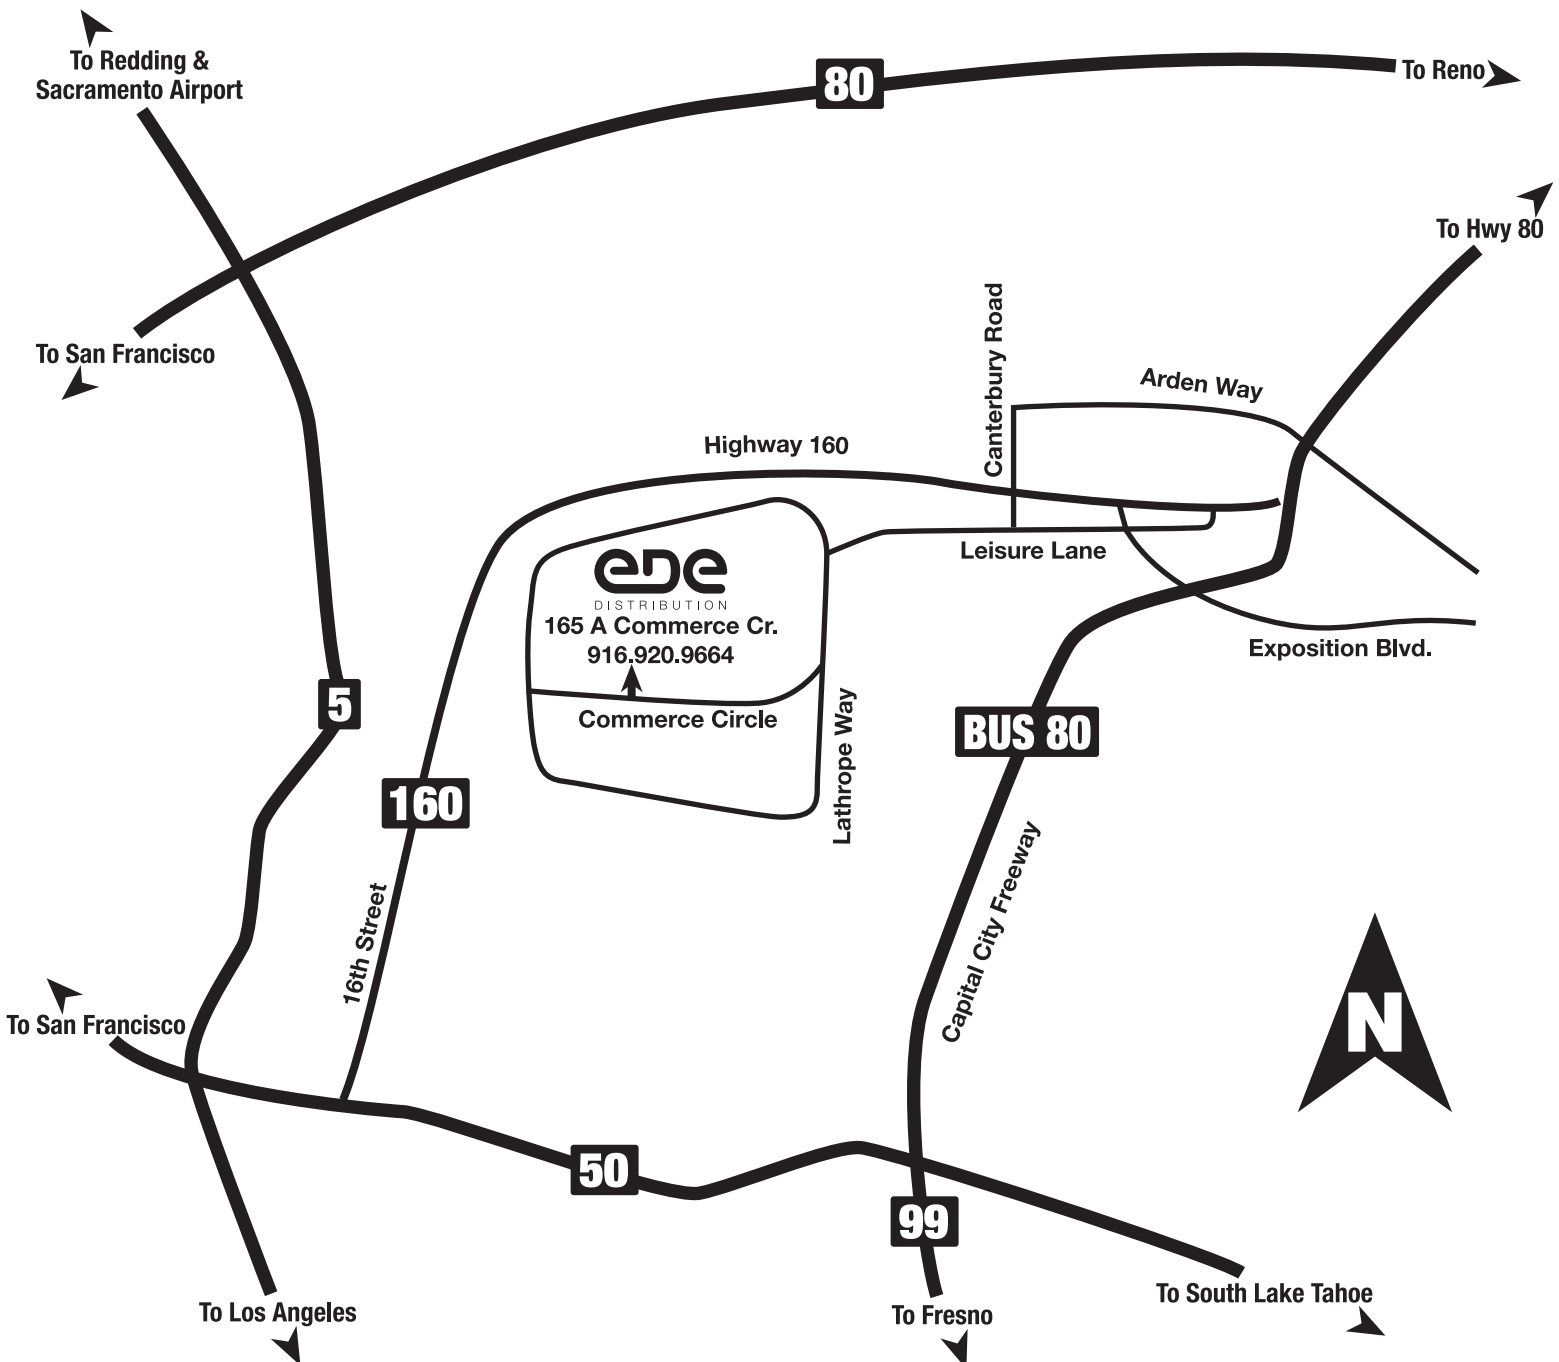 To Redding &
Sacramento Airport
80
To Reno
To Hwy 80
To San Francisco
Canterbury Road
Arden Way
Highway 160
Leisure Lane
ede
DISTRIBUTION
165 A Commerce Cr.
916.920.9664
Exposition Blvd.
Commerce Circle
Lathrope Way
5
BUS 80
160
16th Street
Capital City Freeway
N
To San Francisco
50
99
To Los Angeles
To Fresno
To South Lake Tahoe